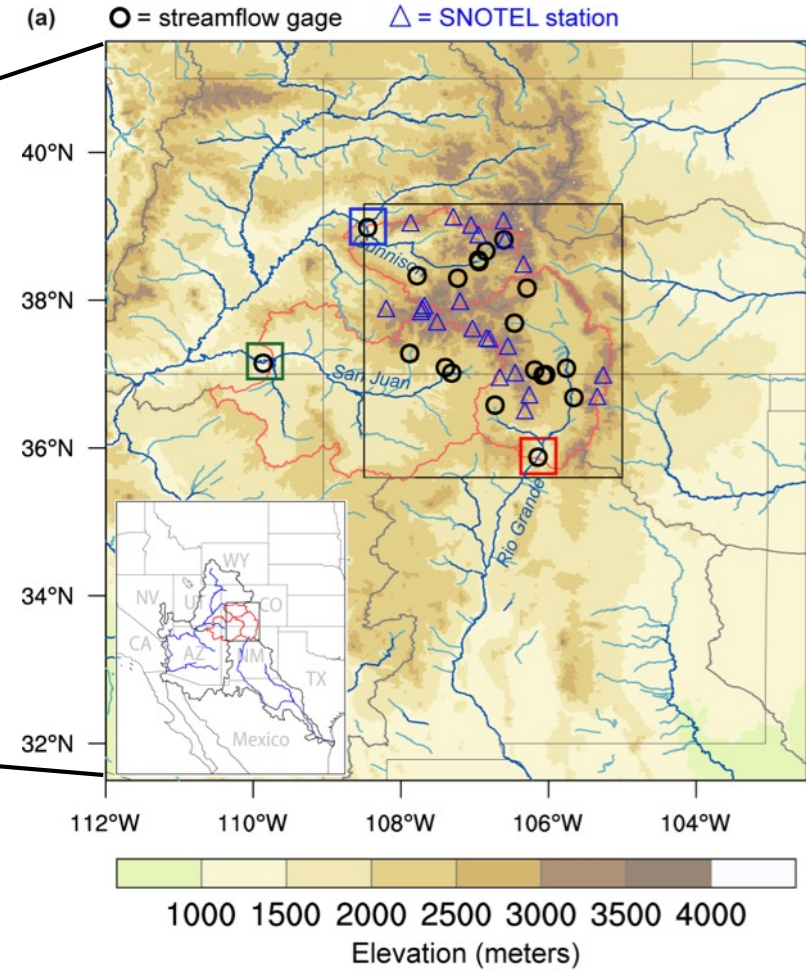 (a) O = streamflow gage △ = SNOTEL station
40°N
38°N
36°N
34°N
32°N
Gunnison
San Juan
Rio Grande
WY
NV UT CO
CA AZ NM
TX
Mexico
112°W 110°W 108°W 106°W 104°W
1000 1500 2000 2500 3000 3500 4000
Elevation (meters)